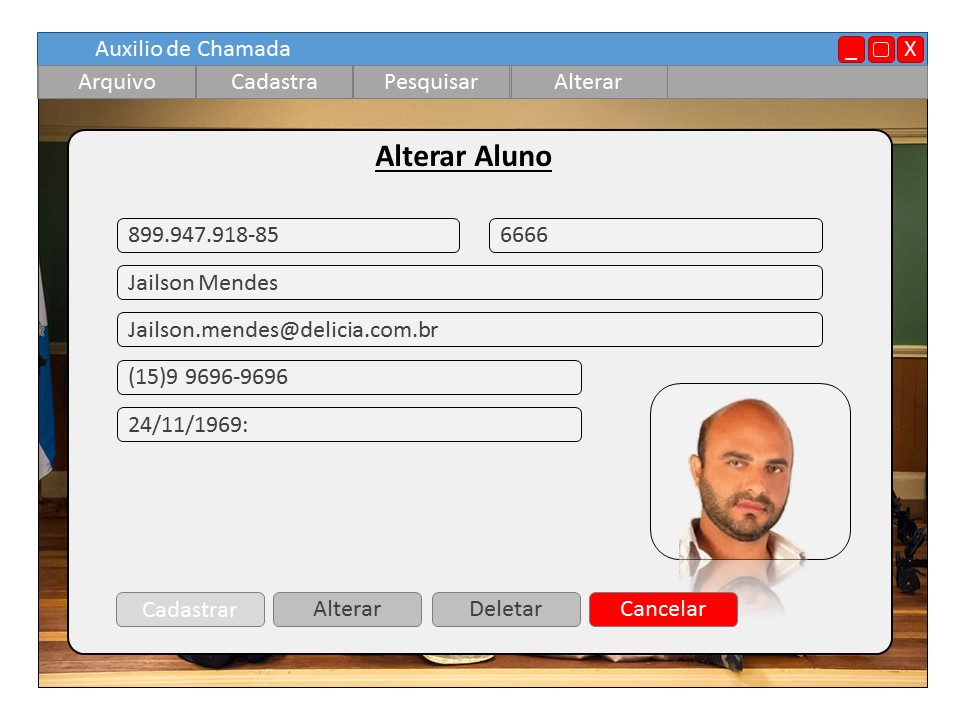 Auxilio de Chamada _ X
Arquivo Cadastra Pesquisar Alterar
Alterar Aluno
899.947.918-85 6666
Jailson Mendes
Jailson.mendes@delicia.com.br
(15)9 9696-9696
24/11/1969:
Cadastrar Alterar Deletar Cancelar